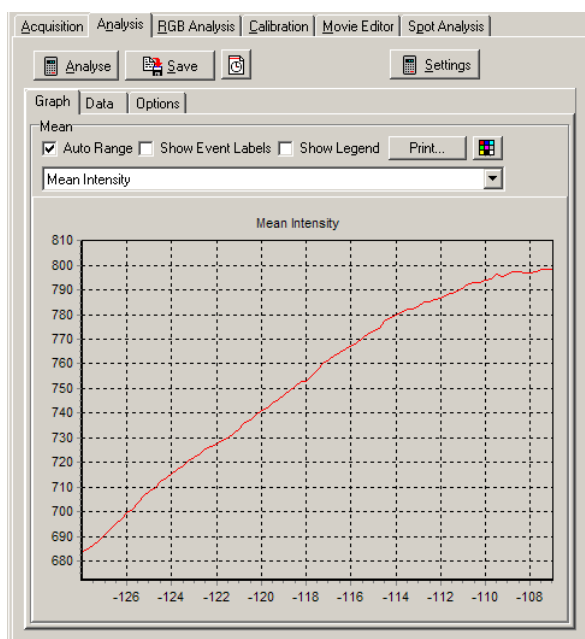 Acquisition Analysis RGB Analysis Calibration Movie Editor Spot Analysis
Analyse Save Settings
Graph Data Options
Mean
Auto Range Show Event Labels Show Legend Print...
Mean Intensity
Mean Intensity
810
800
790
780
770
760
750
740
730
720
710
700
690
680
-126 -124 -122 -120 -118 -116 -114 -112 -110 -108